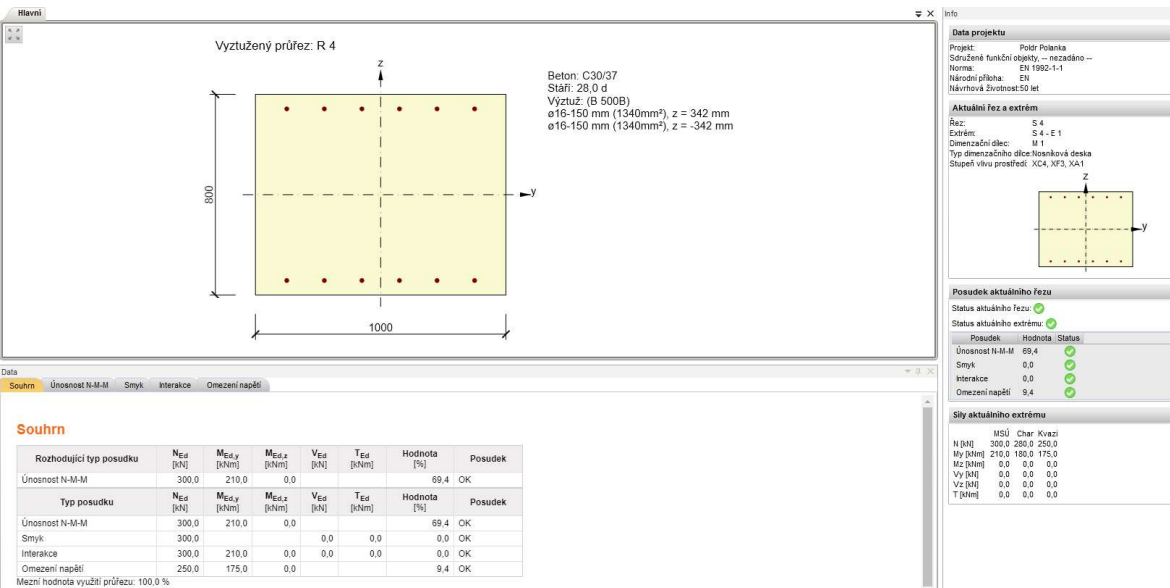 Hlavní
Vyztužený průřez: R 4
z
Beton: C30/37
Stáří: 28,0 d
Výztuž: (B 500B)
ø16-150 mm (1340mm²), z = 342 mm
ø16-150 mm (1340mm²), z = -342 mm
800
y
1000
Data
Souhrn Únosnost N-M-M Smyk Interakce Omezení napětí
Souhrn
Rozhodující typ posudku NEd [kN] MEd,y [kNm] MEd,z [kNm] VEd [kN] TEd [kNm] Hodnota [%] Posudek
Únosnost N-M-M 300,0 210,0 0,0 69,4 OK
Typ posudku NEd [kN] MEd,y [kNm] MEd,z [kNm] VEd [kN] TEd [kNm] Hodnota [%] Posudek
Únosnost N-M-M 300,0 210,0 0,0 69,4 OK
Smyk 300,0 0,0 0,0 0,0 OK
Interakce 300,0 210,0 0,0 0,0 0,0 0,0 OK
Omezení napětí 250,0 175,0 0,0 9,4 OK
Mezní hodnota využití průřezu: 100,0 %
Info
Data projektu
Projekt: Poldr Polanka
Sdružené funkční objekty, -- nezadáno --
Norma: EN 1992-1-1
Národní příloha: EN
Návrhová životnost: 50 let
Aktuální řez a extrém
Řez: S 4
Extrém: S 4 - E 1
Dimenzační dílec: M 1
Typ dimenzačního dílce: Nosníková deska
Stupeň vlivu prostředí: XC4, XF3, XA1
z
y
Posudek aktuálního řezu
Status aktuálního řezu:
Status aktuálního extrému:
Posudek Hodnota Status
Únosnost N-M-M 69,4
Smyk 0,0
Interakce 0,0
Omezení napětí 9,4
Síly aktuálního extrému
MSÚ Char Kvazi
N [kN] 300,0 280,0 250,0
My [kNm] 210,0 180,0 175,0
Mz [kNm] 0,0 0,0 0,0
Vy [kN] 0,0 0,0 0,0
Vz [kN] 0,0 0,0 0,0
T [kNm] 0,0 0,0 0,0